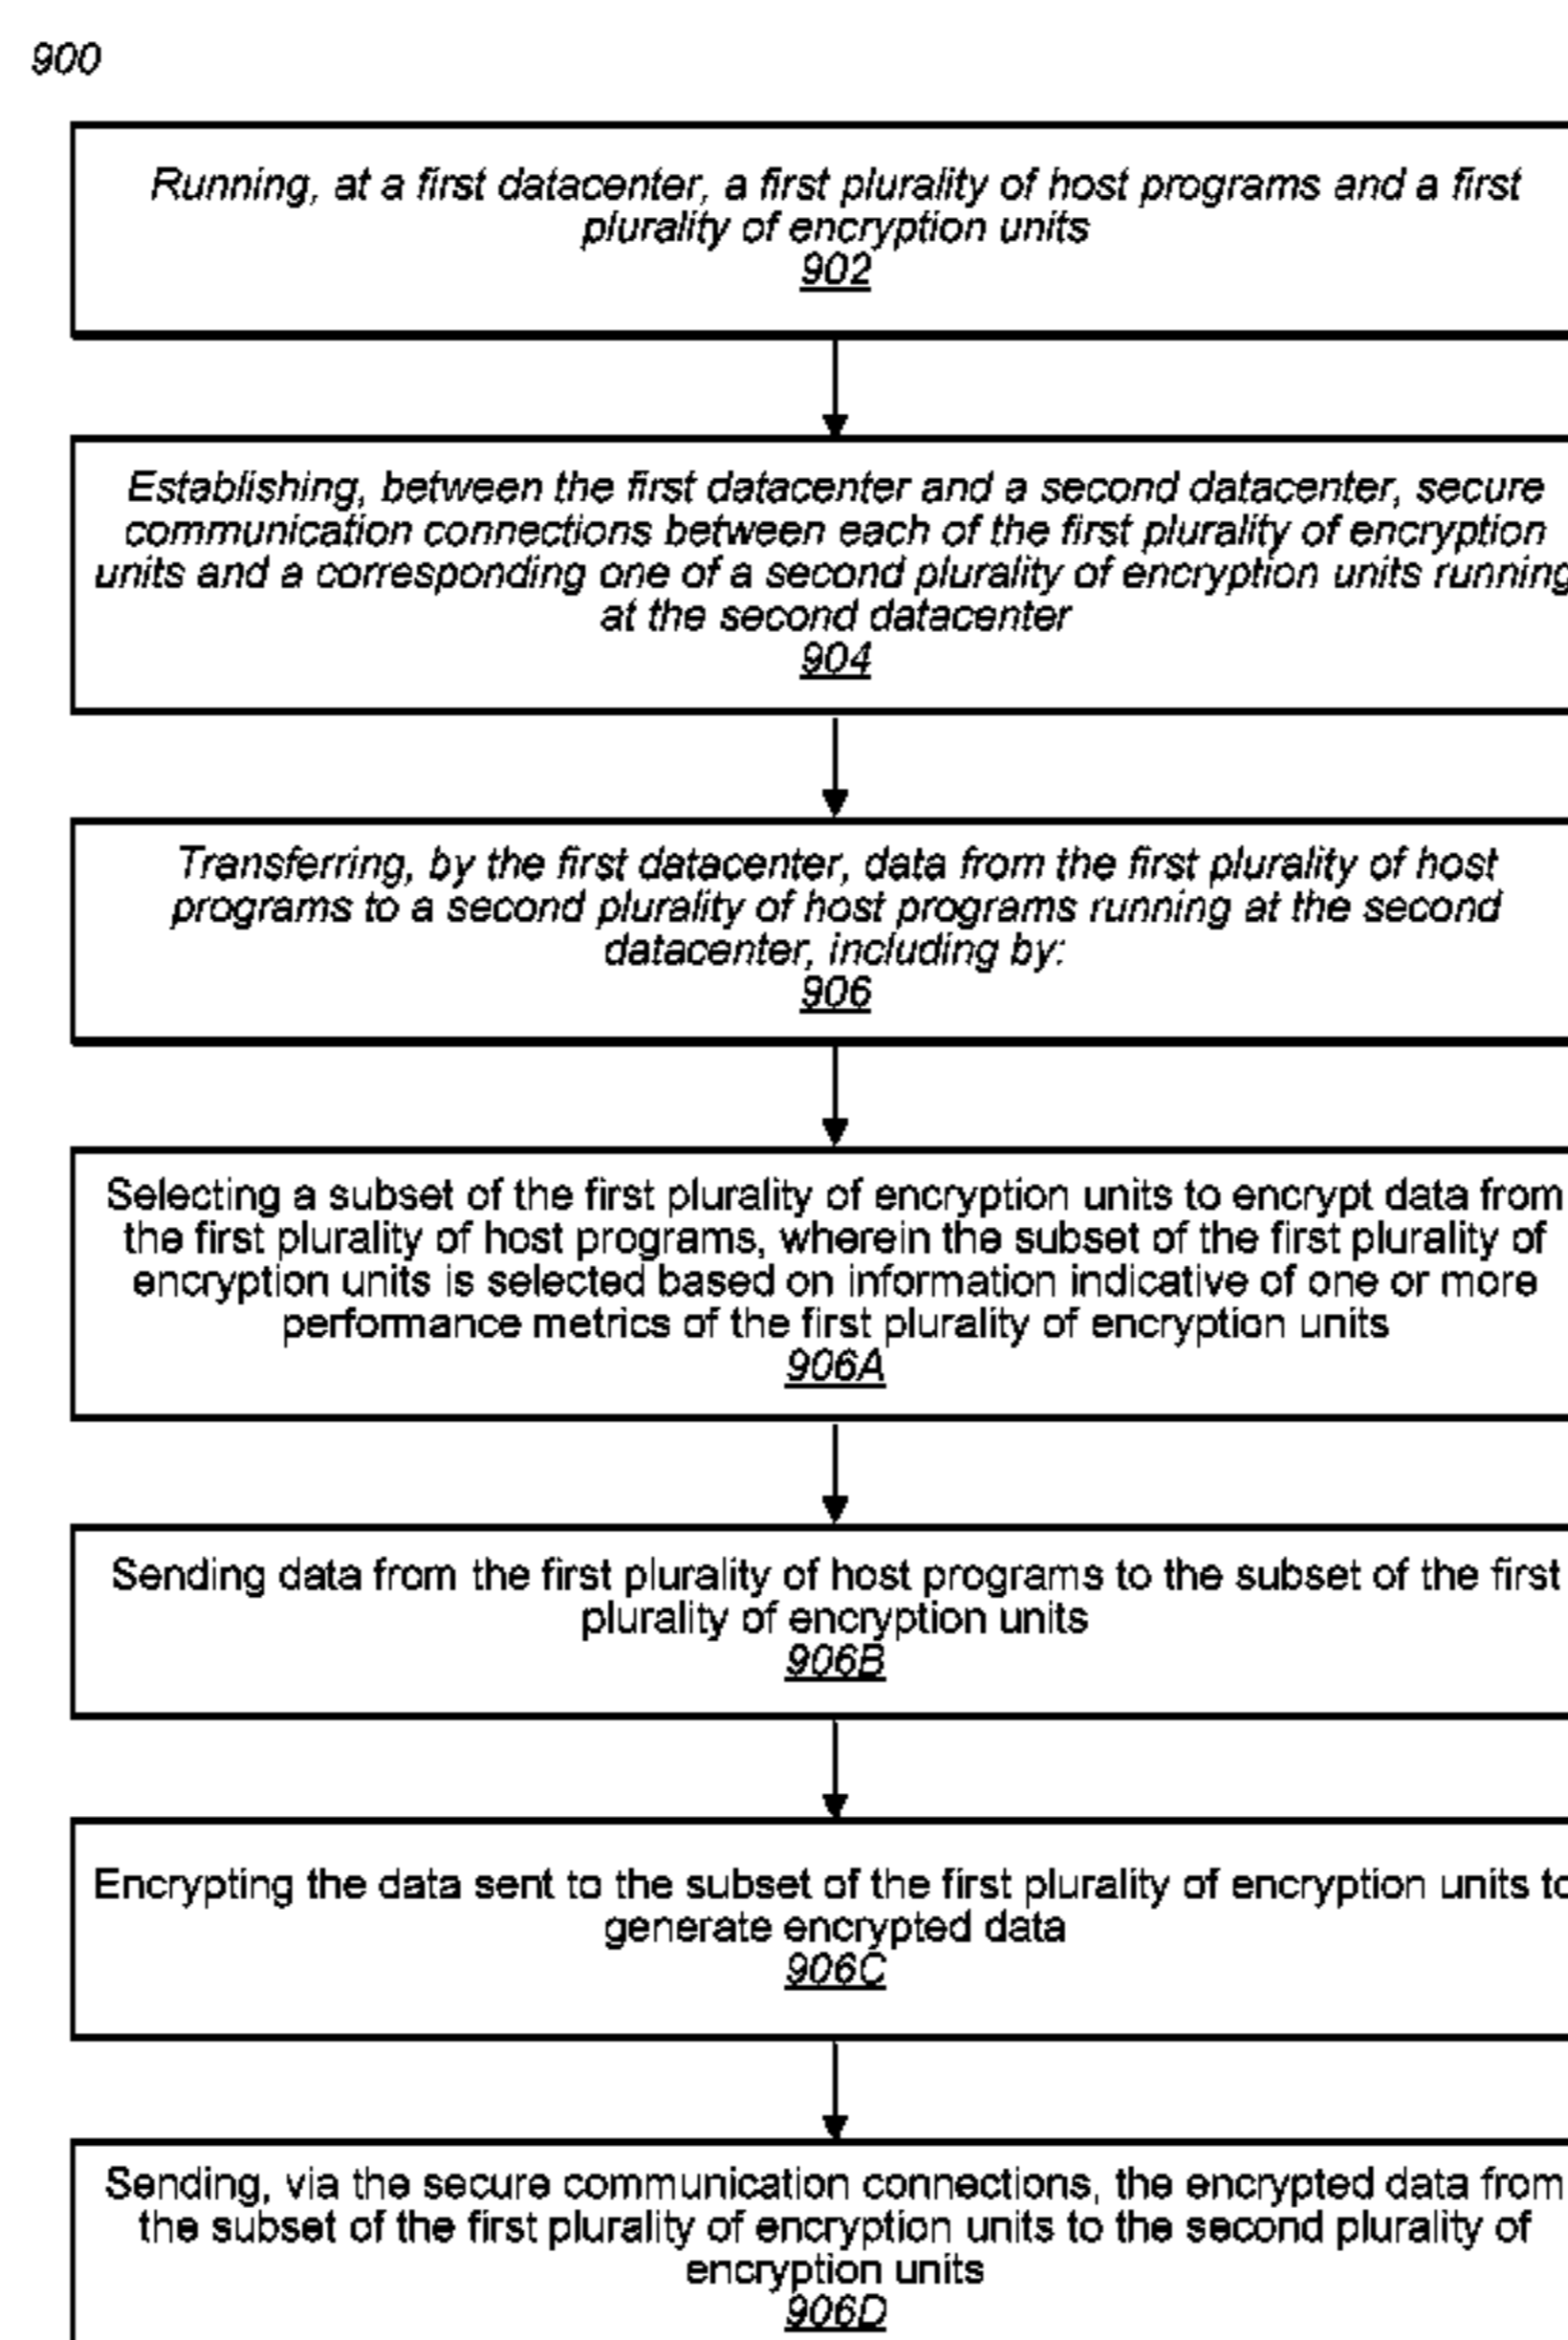 900
Running, at a first datacenter, a first plurality of host programs and a first
plurality of encryption units
902
Establishing, between the first datacenter and a second datacenter, secure
communication connections between each of the first plurality of encryption
units and a corresponding one of a second plurality of encryption units running
at the second datacenter
904
Transferring, by the first datacenter, data from the first plurality of host
programs to a second plurality of host programs running at the second
datacenter, including by:
906
Selecting a subset of the first plurality of encryption units to encrypt data from
the first plurality of host programs, wherein the subset of the first plurality of
encryption units is selected based on information indicative of one or more
performance metrics of the first plurality of encryption units
906A
Sending data from the first plurality of host programs to the subset of the first
plurality of encryption units
906B
Encrypting the data sent to the subset of the first plurality of encryption units to
generate encrypted data
906C
Sending, via the secure communication connections, the encrypted data from
the subset of the first plurality of encryption units to the second plurality of
encryption units
906D